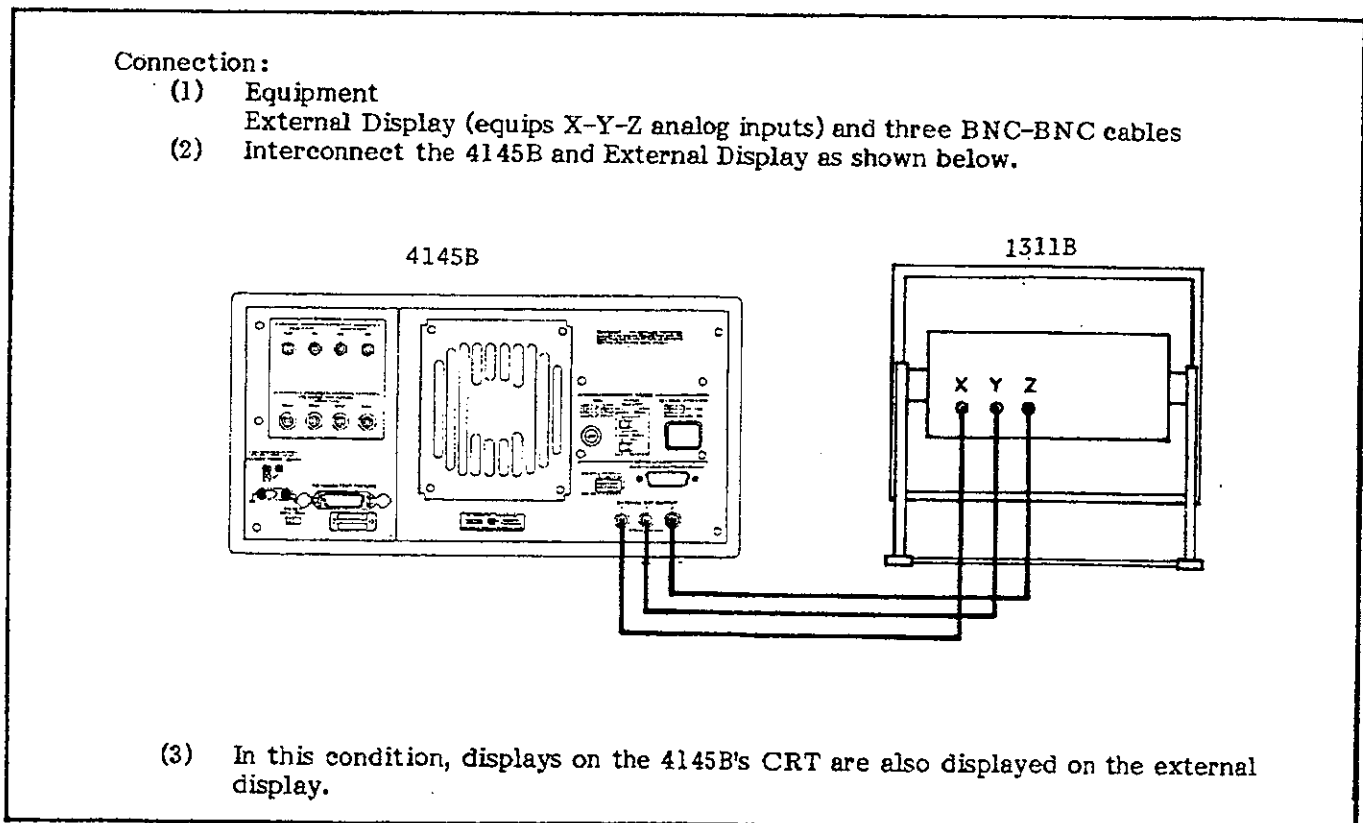 Connection:
(1) Equipment
External Display (equips X-Y-Z analog inputs) and three BNC-BNC cables
(2) Interconnect the 4145B and External Display as shown below.
4145B
1311B
X Y Z
(3) In this condition, displays on the 4145B's CRT are also displayed on the external
display.